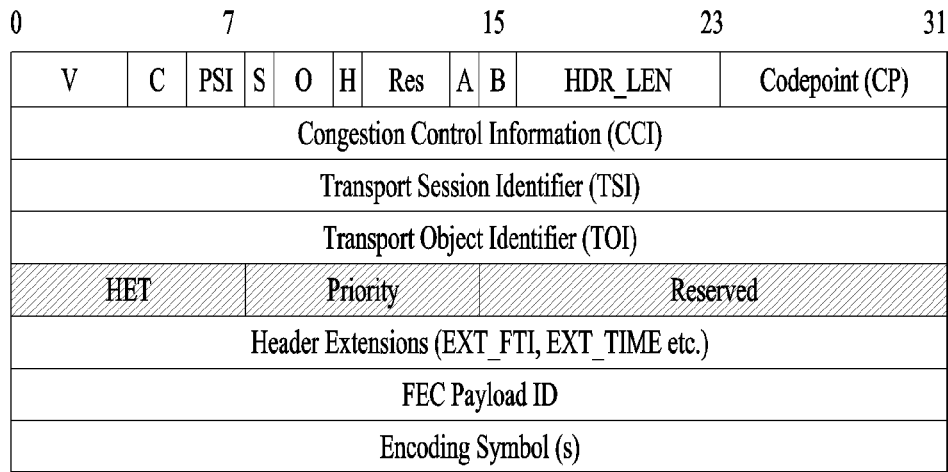 0 7 15 23 31
V C PSI S O H Res A B HDR_LEN Codepoint (CP)
Congestion Control Information (CCI)
Transport Session Identifier (TSI)
Transport Object Identifier (TOI)
HET Priority Reserved
Header Extensions (EXT_FTI, EXT_TIME etc.)
FEC Payload ID
Encoding Symbol (s)